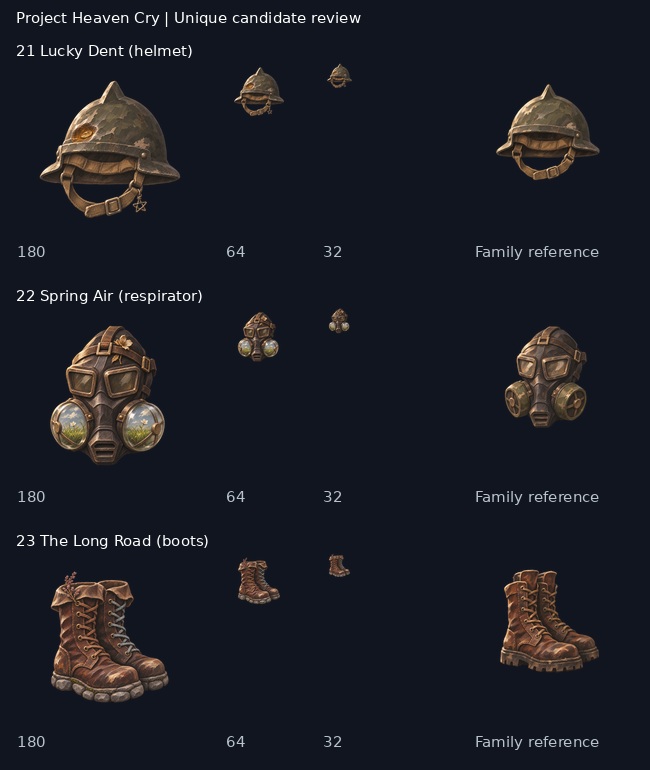 Project Heaven Cry | Unique candidate review
21 Lucky Dent (helmet)
180 64 32 Family reference
22 Spring Air (respirator)
180 64 32 Family reference
23 The Long Road (boots)
180 64 32 Family reference